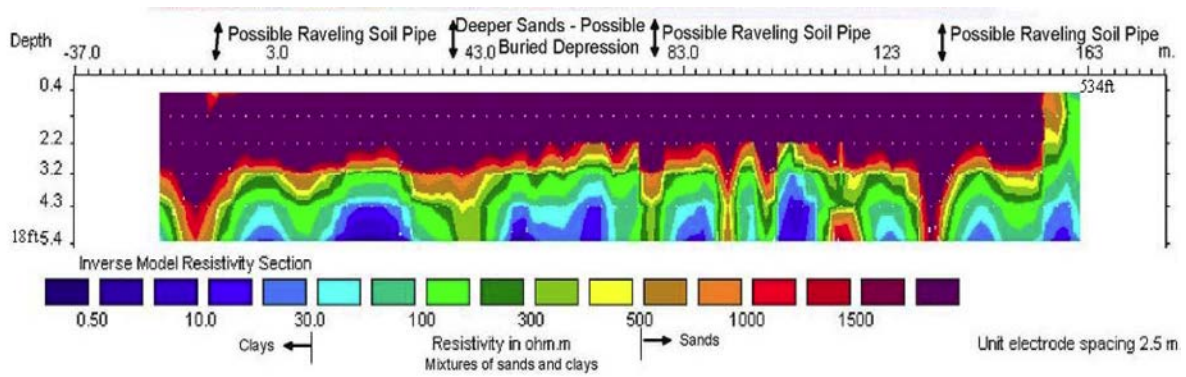 Possible Raveling Soil Pipe
Deeper Sands - Possible
Buried Depression
Possible Raveling Soil Pipe
Possible Raveling Soil Pipe
Depth -37.0 3.0 43.0 83.0 123 163 m.
0.4 534ft
2.2
3.2
4.3
18ft 5.4
Inverse Model Resistivity Section
0.50 10.0 30.0 100 300 500 1000 1500
Clays Resistivity in ohm.m Sands Unit electrode spacing 2.5 m
Mixtures of sands and clays